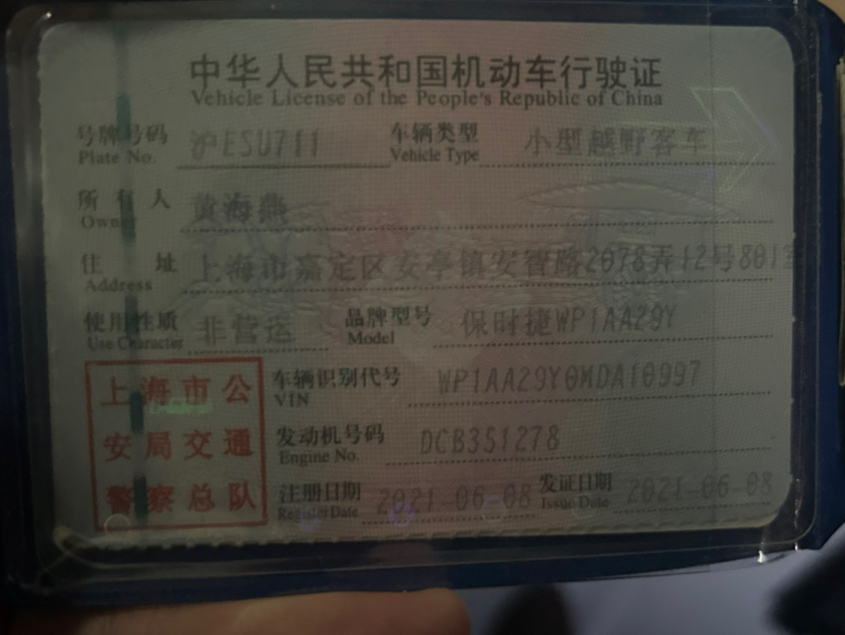 中华人民共和国机动车行驶证
Vehicle License of the People's Republic of China
号牌号码 沪ESU711 车辆类型 小型越野客车
Plate No. Vehicle Type
所有人 黄海燕
Owner
住址 上海市嘉定区安亭镇安智路2078弄12号801室
Address
使用性质 非营运 品牌型号 保时捷WP1AA29Y
Use Character Model
车辆识别代号 WP1AA29Y0MDA10997
VIN
发动机号码 DCB351278
Engine No.
注册日期 2021-06-08 发证日期 2021-06-08
Register Date Issue Date
上海市公
安局交通
警察总队